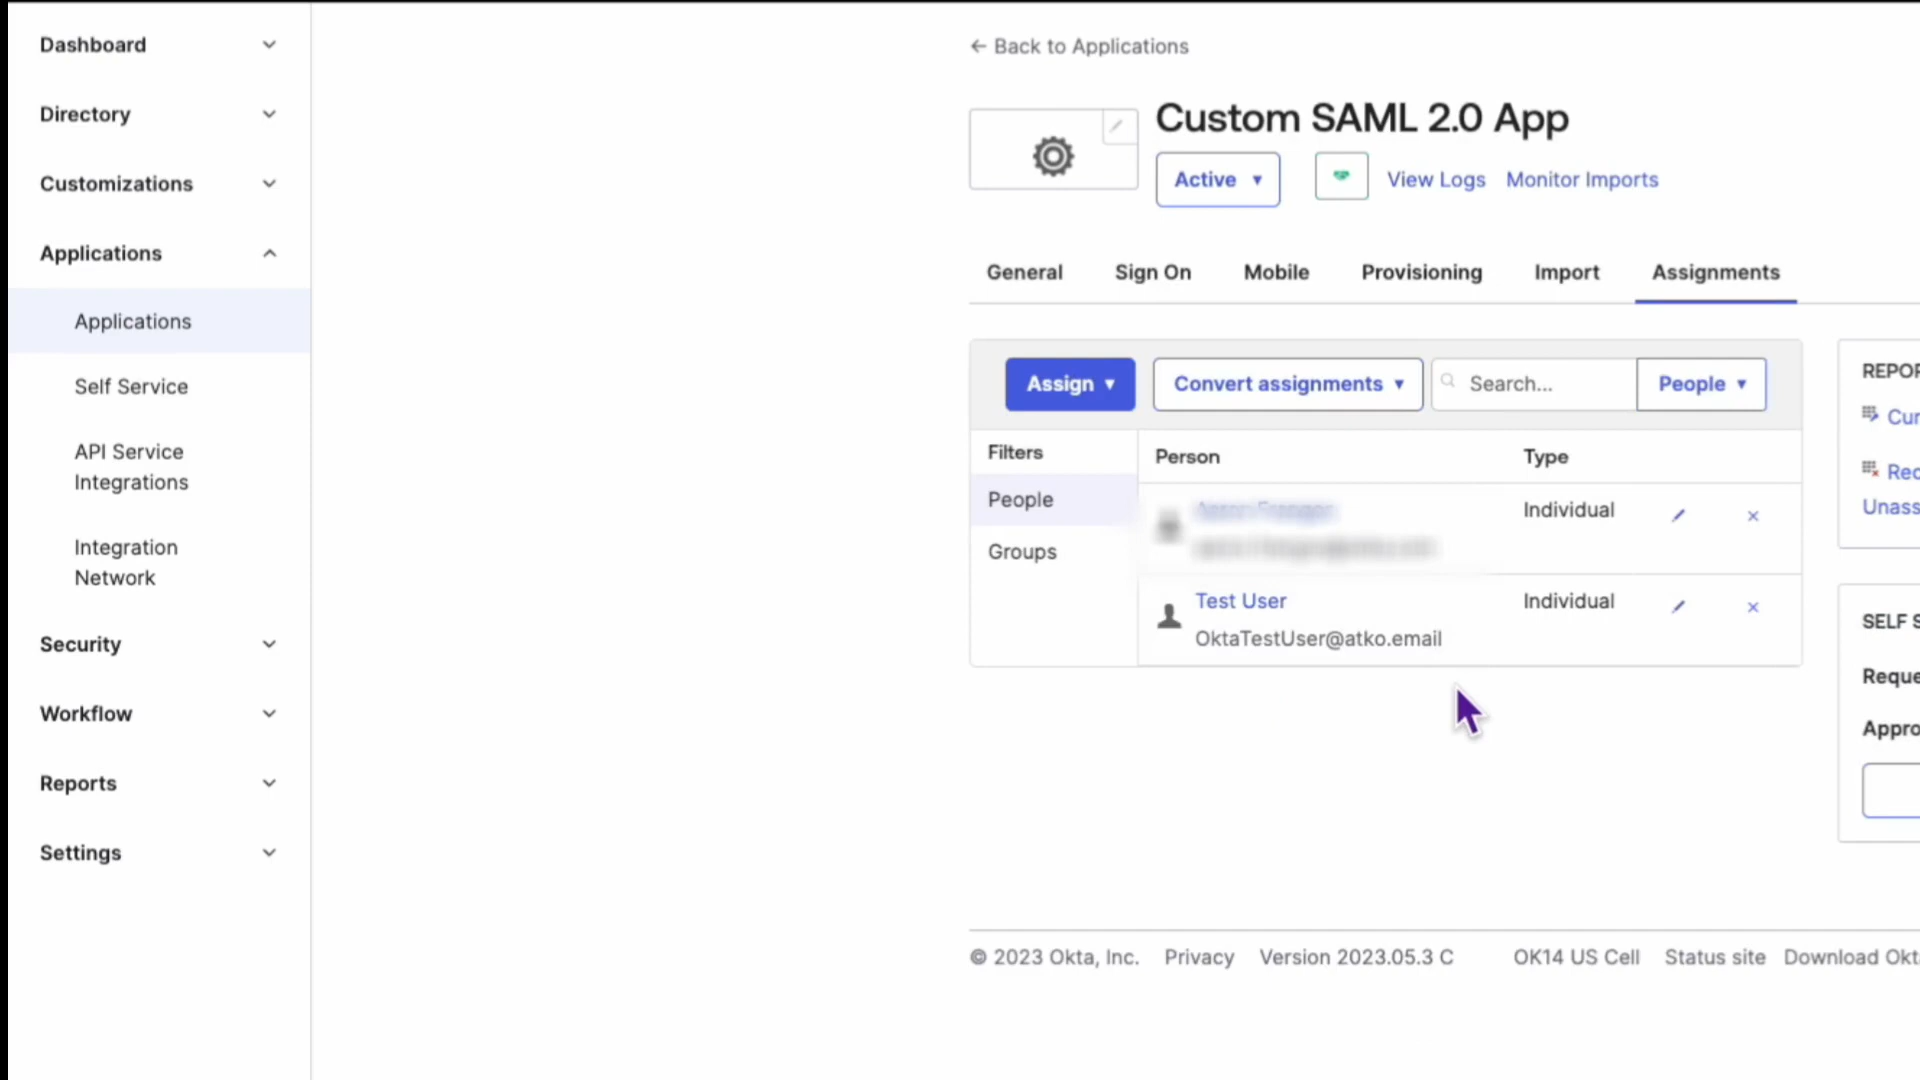 Dashboard
Directory
Customizations
Applications
Applications
Self Service
API Service
Integrations
Integration
Network
Security
Workflow
Reports
Settings
← Back to Applications
Custom SAML 2.0 App
Active ▼
View Logs
Monitor Imports
General
Sign On
Mobile
Provisioning
Import
Assignments
Assign ▼
Convert assignments ▼
Search...
People ▼
Filters
People
Groups
Person
Type
Individual
Test User
Individual
OktaTestUser@atko.email
REPOR
Cur
Rec
Unass
SELF S
Reque
Appro
© 2023 Okta, Inc.
Privacy
Version 2023.05.3 C
OK14 US Cell
Status site
Download Okt